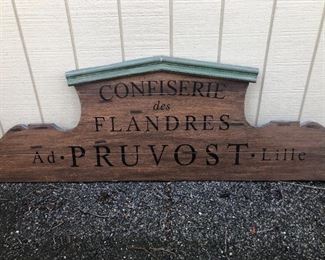 CONFISERIE
des
FLANDRES
Ad · PRUVOST · Lille